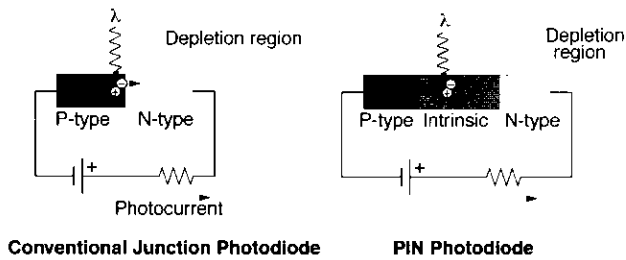 λ
Depletion region
P-type N-type
+
Photocurrent
Conventional Junction Photodiode
λ
Depletion
region
P-type Intrinsic N-type
+
PIN Photodiode